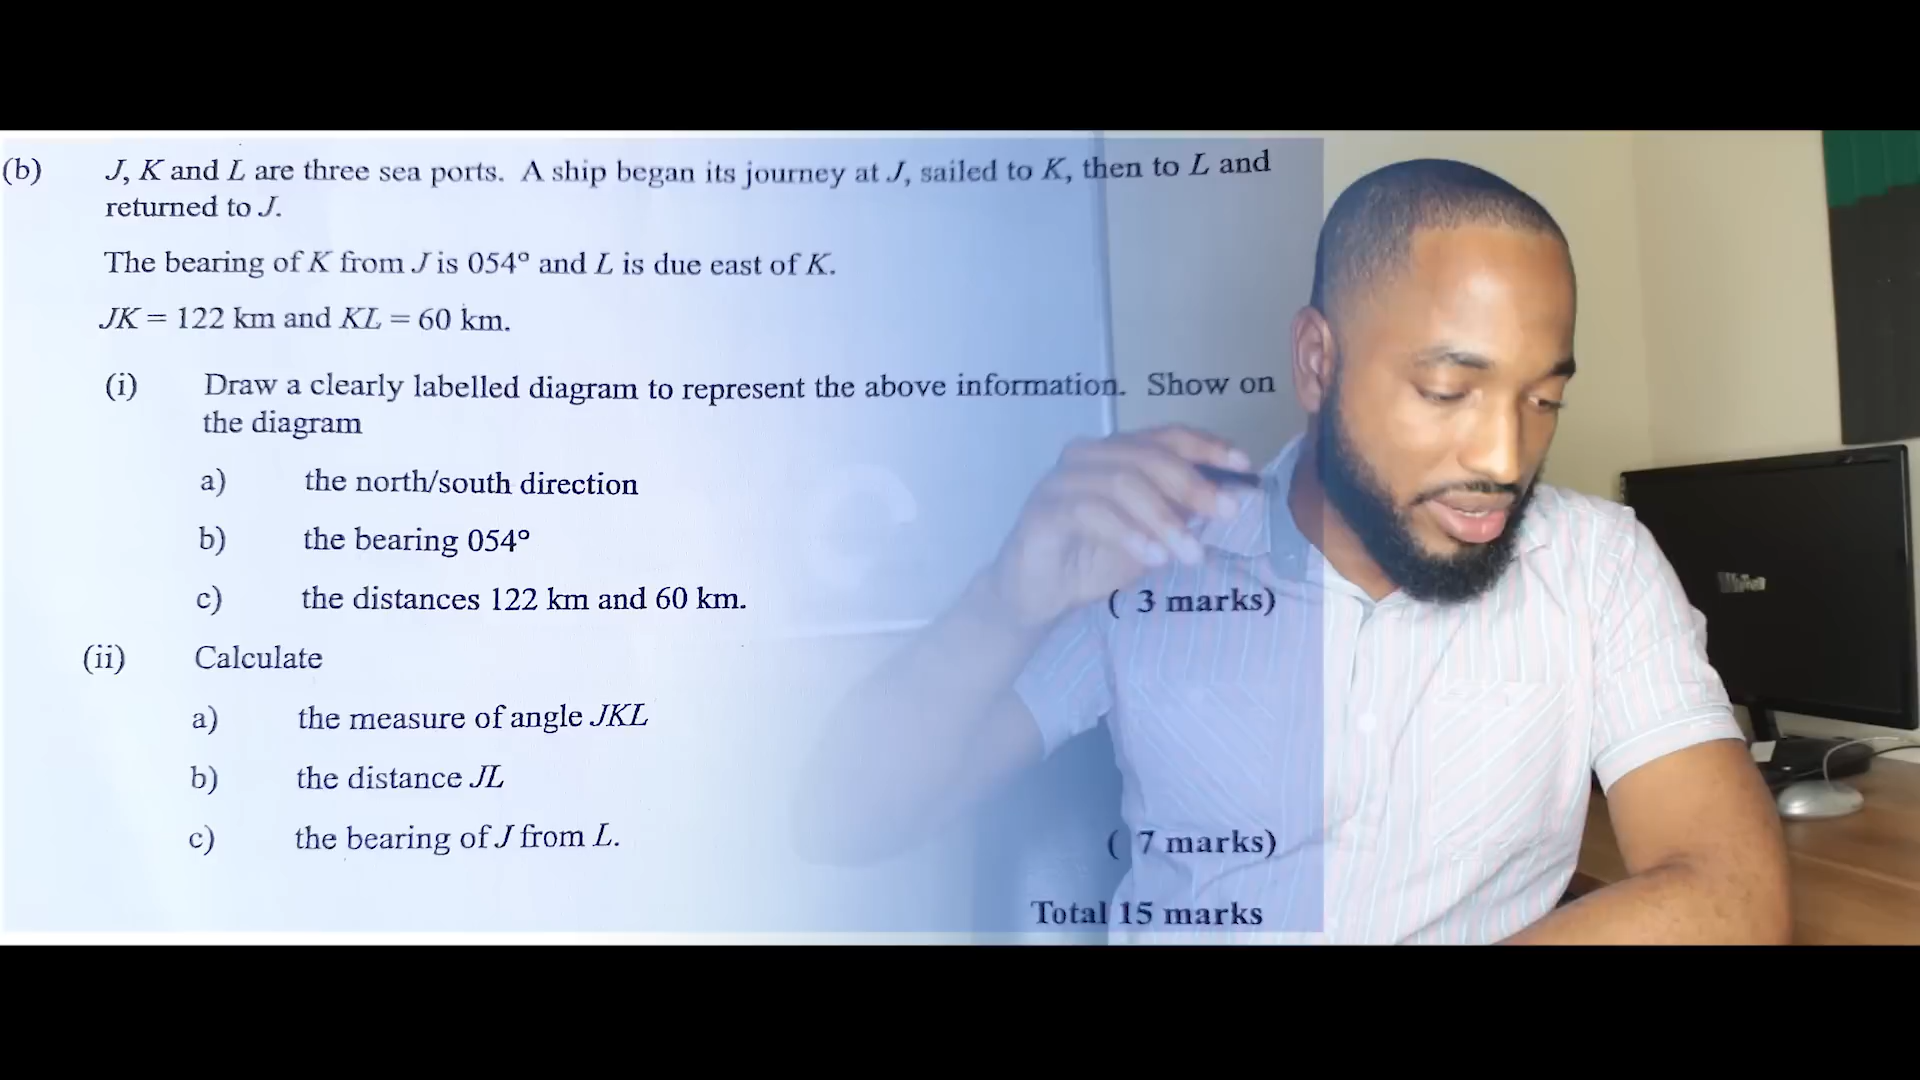 (b) J, K and L are three sea ports. A ship began its journey at J, sailed to K, then to L and
returned to J.
The bearing of K from J is 054° and L is due east of K.
JK = 122 km and KL = 60 km.
(i) Draw a clearly labelled diagram to represent the above information. Show on
the diagram
a) the north/south direction
b) the bearing 054°
c) the distances 122 km and 60 km. ( 3 marks)
(ii) Calculate
a) the measure of angle JKL
b) the distance JL
c) the bearing of J from L. ( 7 marks)
Total 15 marks